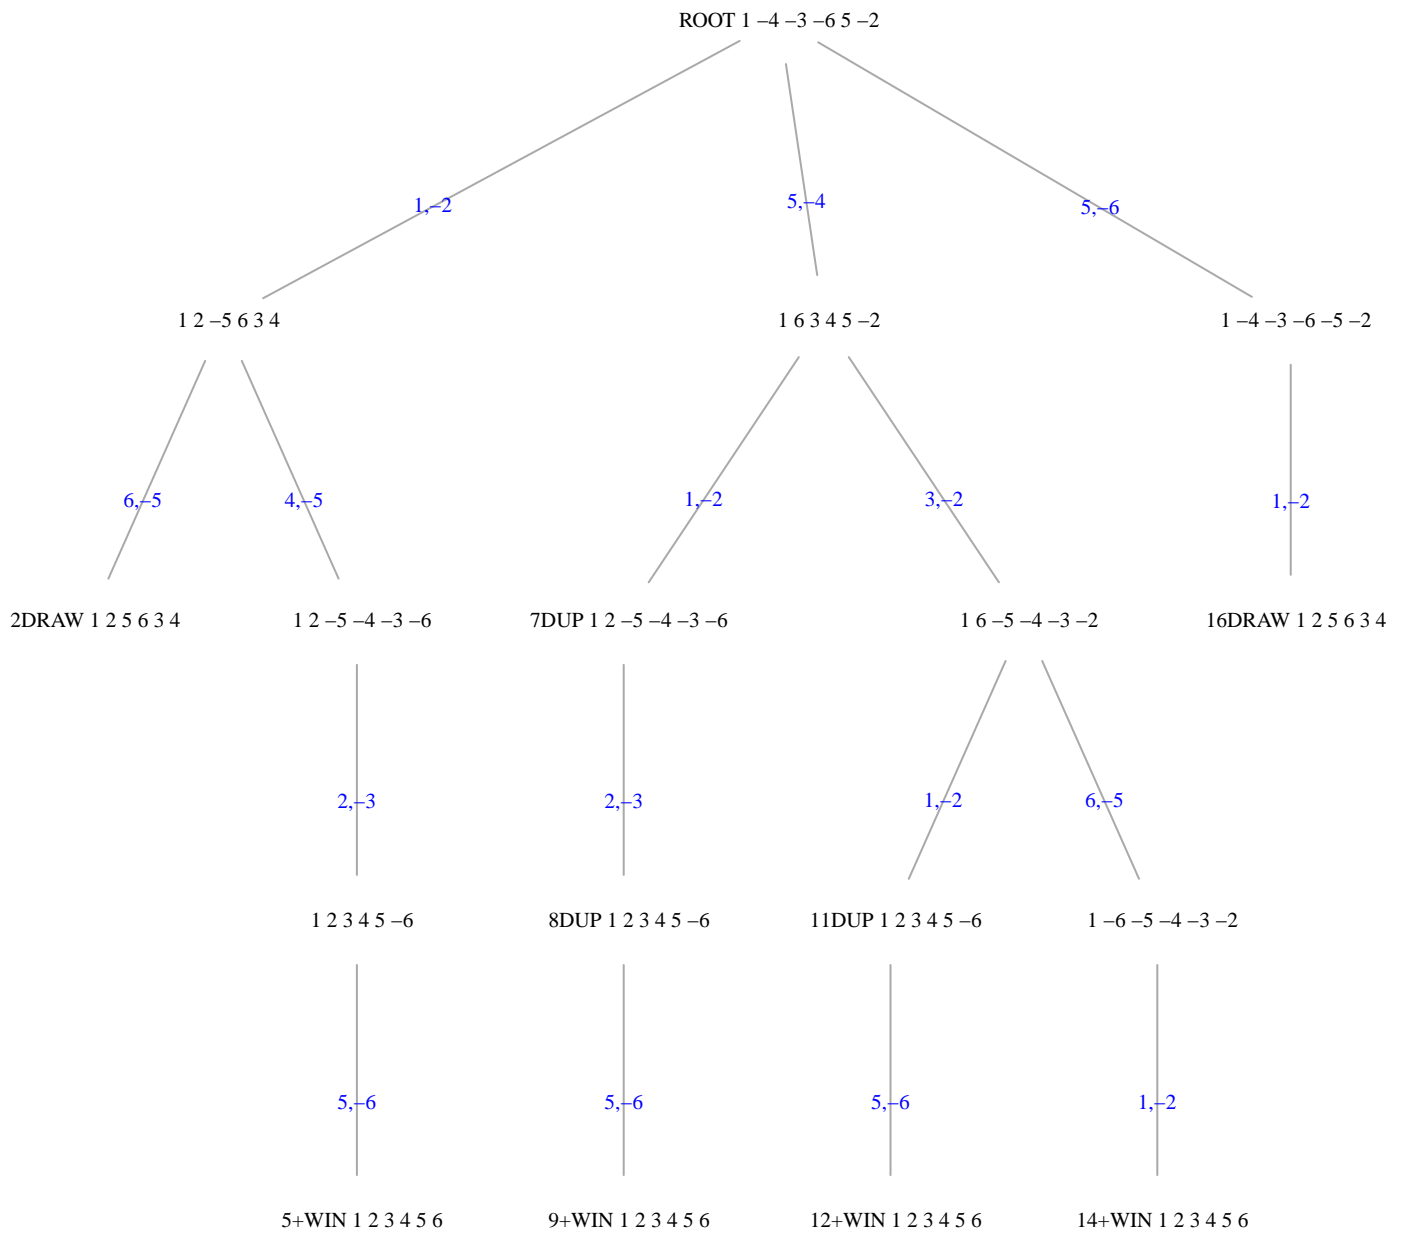 ROOT 1 –4 –3 –6 5 –2
1,–2
5,–4
5,–6
1 2 –5 6 3 4
1 6 3 4 5 –2
1 –4 –3 –6 –5 –2
6,–5
4,–5
1,–2
3,–2
1,–2
2DRAW 1 2 5 6 3 4
1 2 –5 –4 –3 –6
7DUP 1 2 –5 –4 –3 –6
1 6 –5 –4 –3 –2
16DRAW 1 2 5 6 3 4
2,–3
2,–3
1,–2
6,–5
1 2 3 4 5 –6
8DUP 1 2 3 4 5 –6
11DUP 1 2 3 4 5 –6
1 –6 –5 –4 –3 –2
5,–6
5,–6
5,–6
1,–2
5+WIN 1 2 3 4 5 6
9+WIN 1 2 3 4 5 6
12+WIN 1 2 3 4 5 6
14+WIN 1 2 3 4 5 6